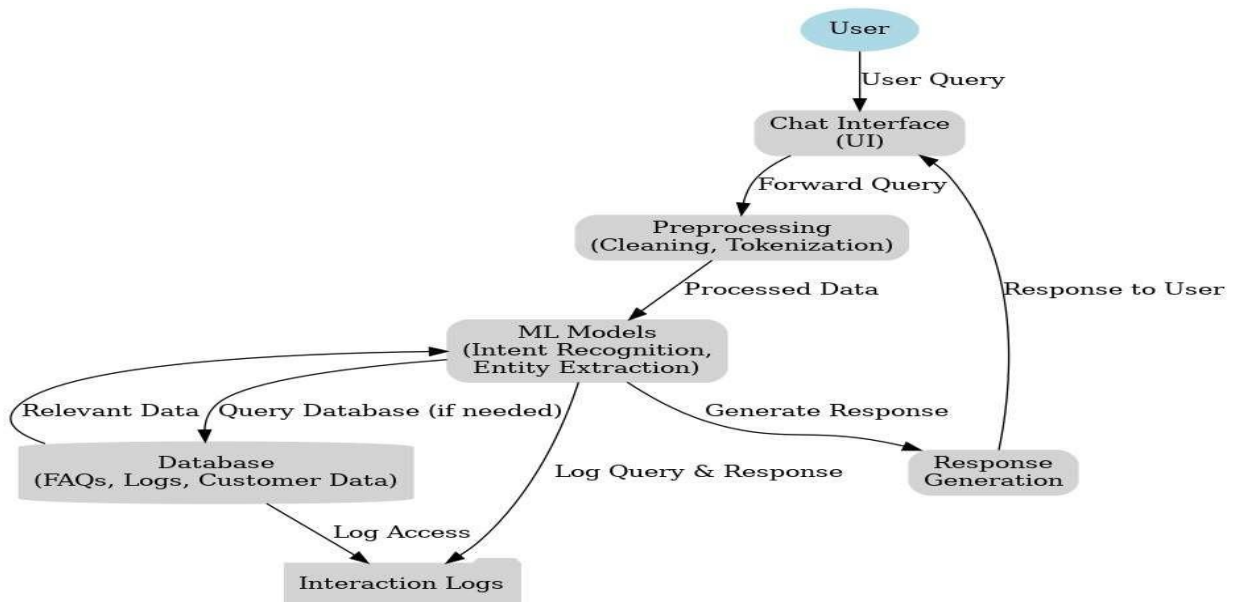 User
User Query
Chat Interface
(UI)
Forward Query
Preprocessing
(Cleaning, Tokenization)
Processed Data
Response to User
ML Models
(Intent Recognition,
Entity Extraction)
Relevant Data
Query Database (if needed)
Generate Response
Database
(FAQs, Logs, Customer Data)
Log Query & Response
Response
Generation
Log Access
Interaction Logs